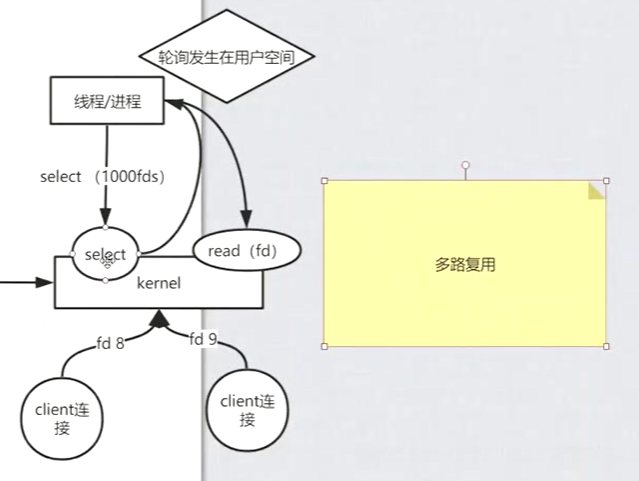 轮询发生在用户空间
线程/进程
select （1000fds）
select
read（fd）
多路复用
kernel
fd 8
fd 9
client连
接
client连
接